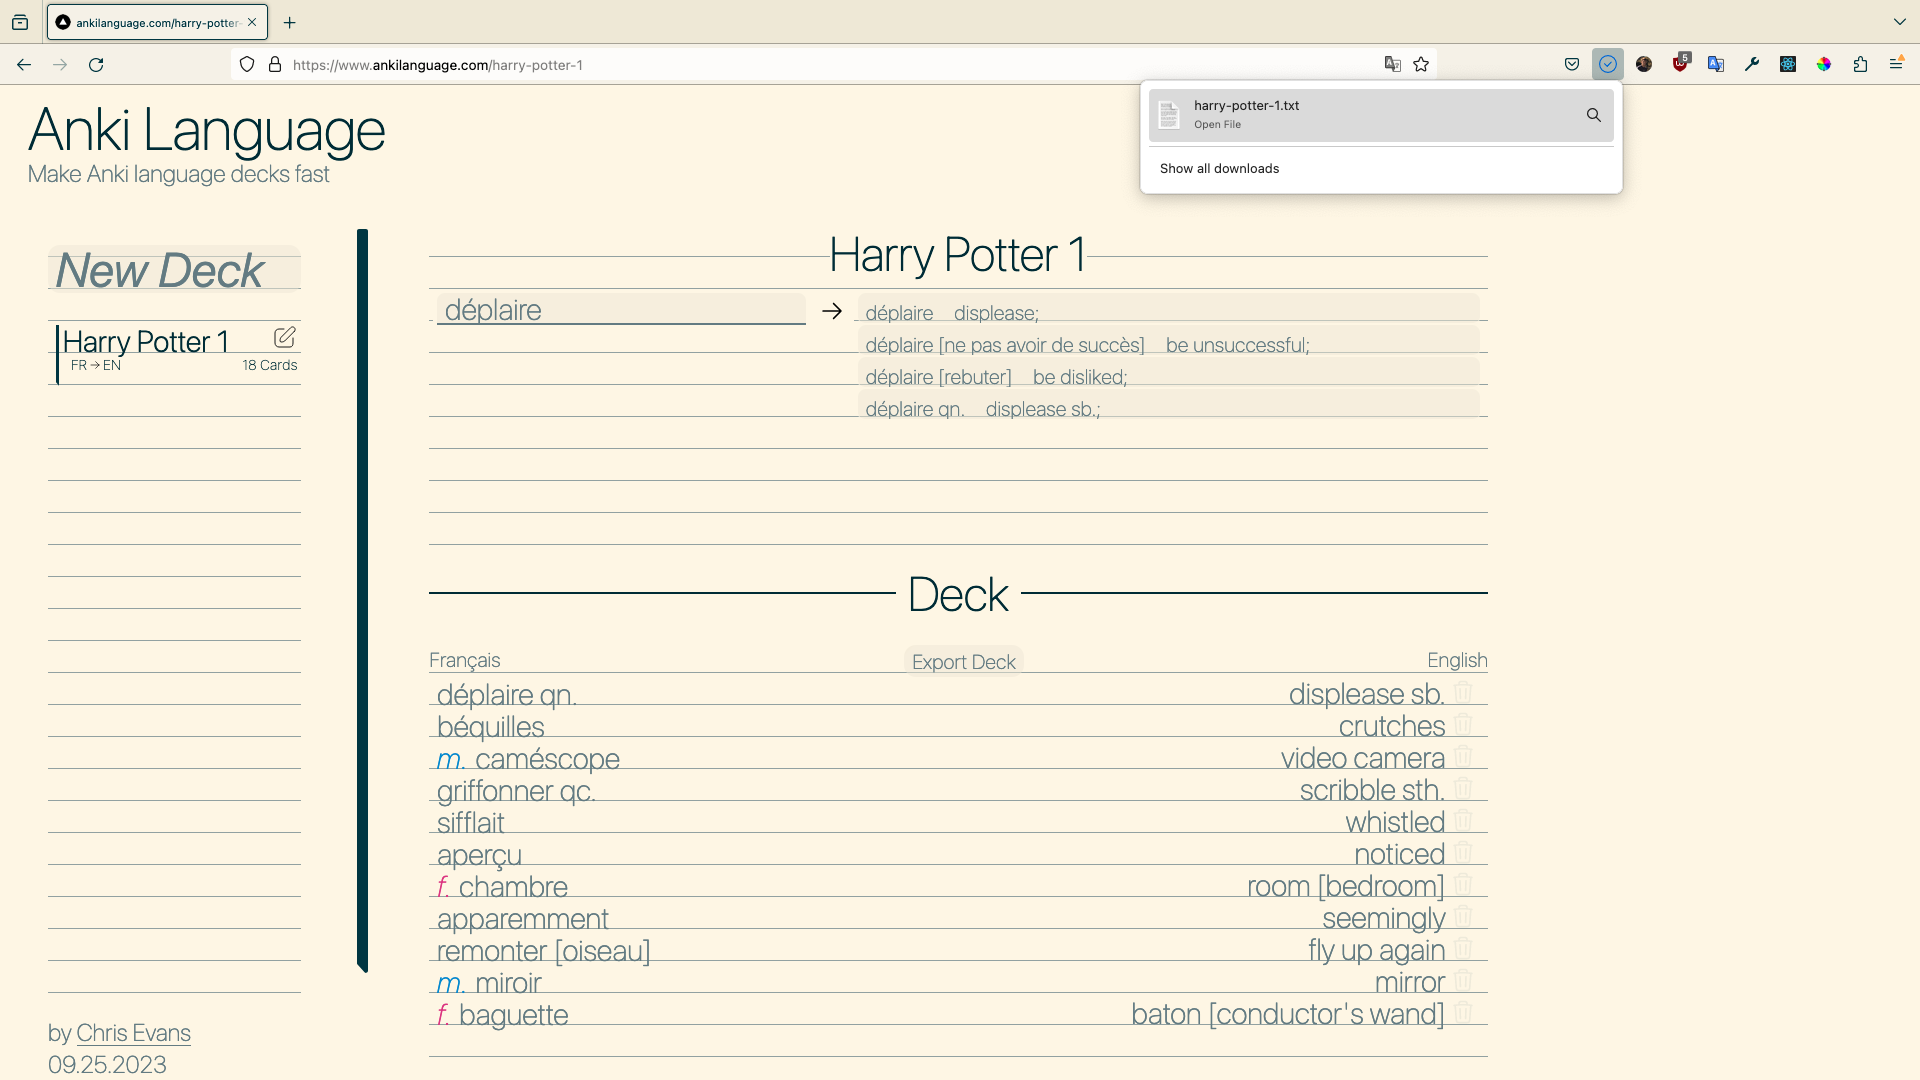 ankilanguage.com/harry-potter-
https://www.ankilanguage.com/harry-potter-1
5
harry-potter-1.txt
Open File
Show all downloads
Anki Language
Make Anki language decks fast
New Deck
Harry Potter 1
FR → EN
18 Cards
by Chris Evans
09.25.2023
Harry Potter 1
déplaire →
déplaire displease;
déplaire [ne pas avoir de succès] be unsuccessful;
déplaire [rebuter] be disliked;
déplaire qn. displease sb.;
Deck
Français Export Deck English
déplaire qn. displease sb.
béquilles crutches
m. caméscope video camera
griffonner qc. scribble sth.
sifflait whistled
aperçu noticed
f. chambre room [bedroom]
apparemment seemingly
remonter [oiseau] fly up again
m. miroir mirror
f. baguette baton [conductor's wand]